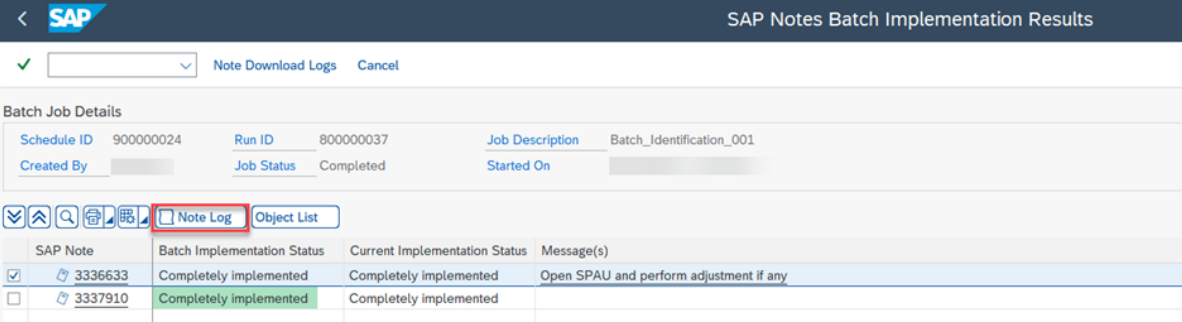 SAP SAP Notes Batch Implementation Results
Note Download Logs Cancel
Batch Job Details
Schedule ID 900000024 Run ID 800000037 Job Description Batch_Identification_001
Created By Job Status Completed Started On
Note Log Object List
SAP Note Batch Implementation Status Current Implementation Status Message(s)
3336633 Completely implemented Completely implemented Open SPAU and perform adjustment if any
3337910 Completely implemented Completely implemented